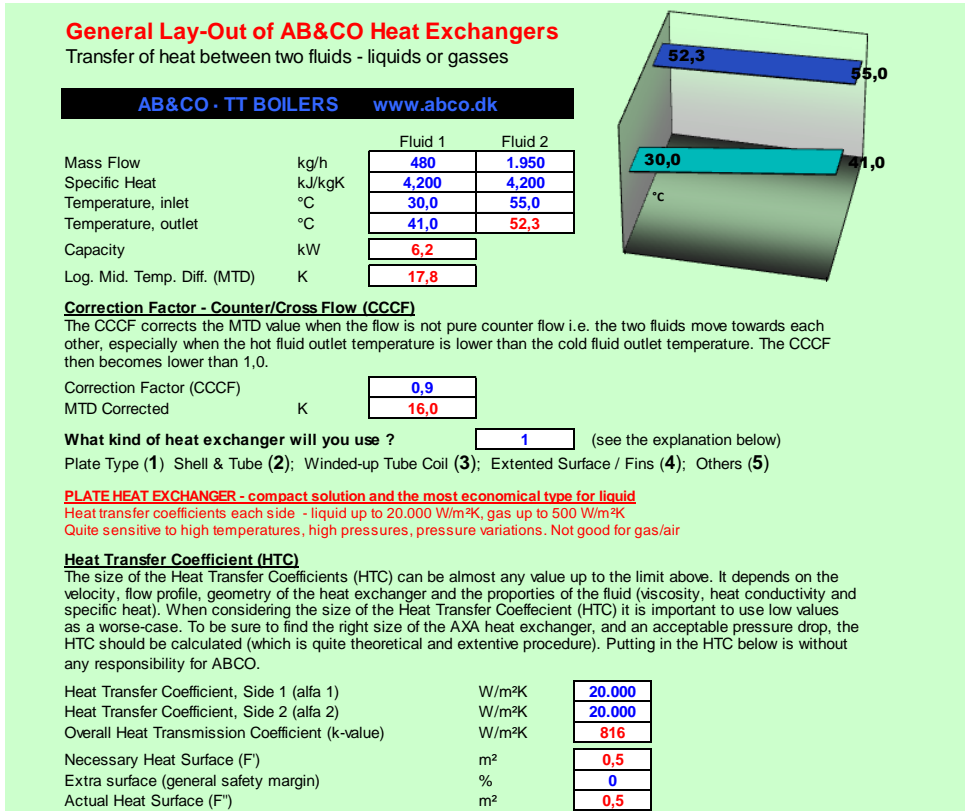 General Lay-Out of AB&CO Heat Exchangers
Transfer of heat between two fluids - liquids or gasses
52,3
55,0
30,0
41,0
°C
AB&CO - TT BOILERS www.abco.dk
Fluid 1 Fluid 2
Mass Flow kg/h 480 1.950
Specific Heat kJ/kgK 4,200 4,200
Temperature, inlet °C 30,0 55,0
Temperature, outlet °C 41,0 52,3
Capacity kW 6,2
Log. Mid. Temp. Diff. (MTD) K 17,8
Correction Factor - Counter/Cross Flow (CCCF)
The CCCF corrects the MTD value when the flow is not pure counter flow i.e. the two fluids move towards each
other, especially when the hot fluid outlet temperature is lower than the cold fluid outlet temperature. The CCCF
then becomes lower than 1,0.
Correction Factor (CCCF) 0,9
MTD Corrected K 16,0
What kind of heat exchanger will you use ? 1 (see the explanation below)
Plate Type (1) Shell & Tube (2); Winded-up Tube Coil (3); Extented Surface / Fins (4); Others (5)
PLATE HEAT EXCHANGER - compact solution and the most economical type for liquid
Heat transfer coefficients each side - liquid up to 20.000 W/m²K, gas up to 500 W/m²K
Quite sensitive to high temperatures, high pressures, pressure variations. Not good for gas/air
Heat Transfer Coefficient (HTC)
The size of the Heat Transfer Coefficients (HTC) can be almost any value up to the limit above. It depends on the
velocity, flow profile, geometry of the heat exchanger and the proporties of the fluid (viscosity, heat conductivity and
specific heat). When considering the size of the Heat Transfer Coeffecient (HTC) it is important to use low values
as a worse-case. To be sure to find the right size of the AXA heat exchanger, and an acceptable pressure drop, the
HTC should be calculated (which is quite theoretical and extentive procedure). Putting in the HTC below is without
any responsibility for ABCO.
Heat Transfer Coefficient, Side 1 (alfa 1) W/m²K 20.000
Heat Transfer Coefficient, Side 2 (alfa 2) W/m²K 20.000
Overall Heat Transmission Coefficient (k-value) W/m²K 816
Necessary Heat Surface (F') m² 0,5
Extra surface (general safety margin) % 0
Actual Heat Surface (F") m² 0,5